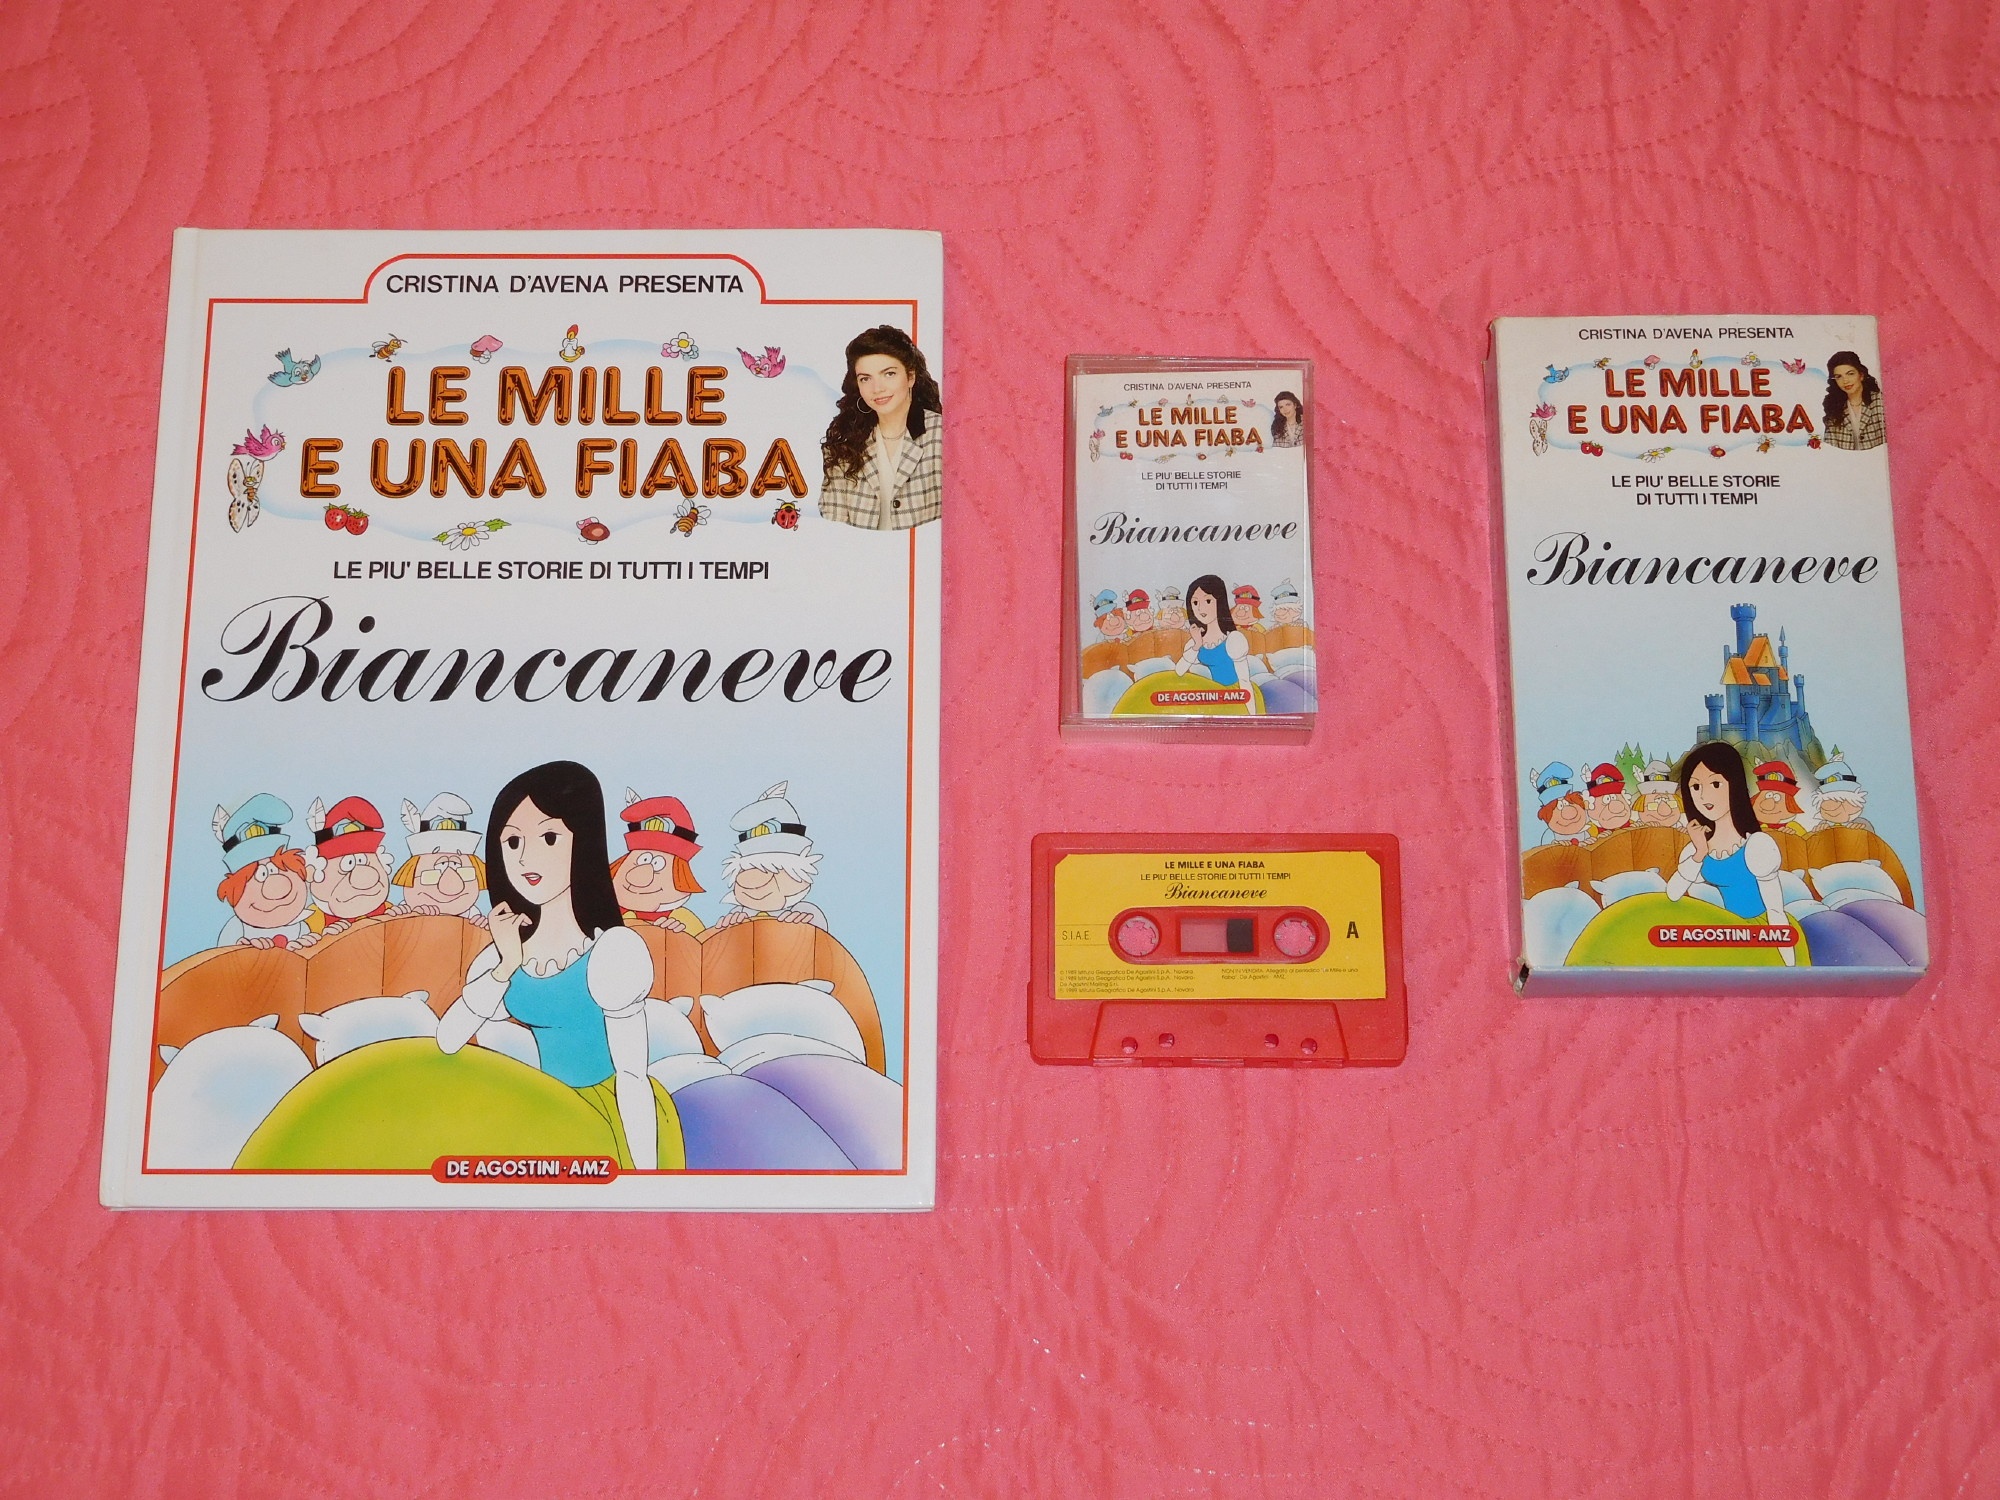 CRISTINA D'AVENA PRESENTA
LE MILLE
E UNA FIABA
LE PIU' BELLE STORIE DI TUTTI I TEMPI
Biancaneve
DE AGOSTINI·AMZ
CRISTINA D'AVENA PRESENTA
LE MILLE
E UNA FIABA
LE PIU' BELLE STORIE
DI TUTTI I TEMPI
Biancaneve
DE AGOSTINI·AMZ
LE MILLE E UNA FIABA
LE PIU' BELLE STORIE DI TUTTI I TEMPI
Biancaneve
S.I.A.E.
A
CRISTINA D'AVENA PRESENTA
LE MILLE
E UNA FIABA
LE PIU' BELLE STORIE
DI TUTTI I TEMPI
Biancaneve
DE AGOSTINI·AMZ